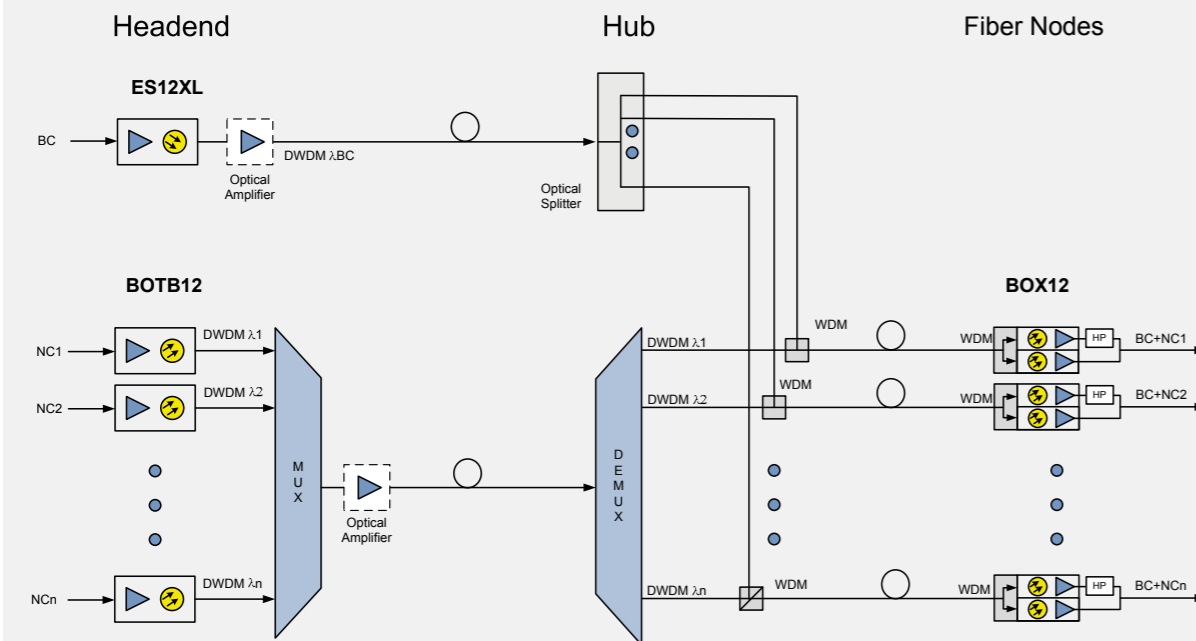 Headend
Hub
Fiber Nodes
ES12XL
BC
DWDM λBC
Optical
Amplifier
Optical
Splitter
BOTB12
BOX12
NC1
DWDM λ1
DWDM λ1
WDM
WDM
HP
BC+NC1
NC2
DWDM λ2
DWDM λ2
WDM
WDM
HP
BC+NC2
MUX
DEMUX
Optical
Amplifier
NCn
DWDM λn
DWDM λn
WDM
WDM
HP
BC+NCn